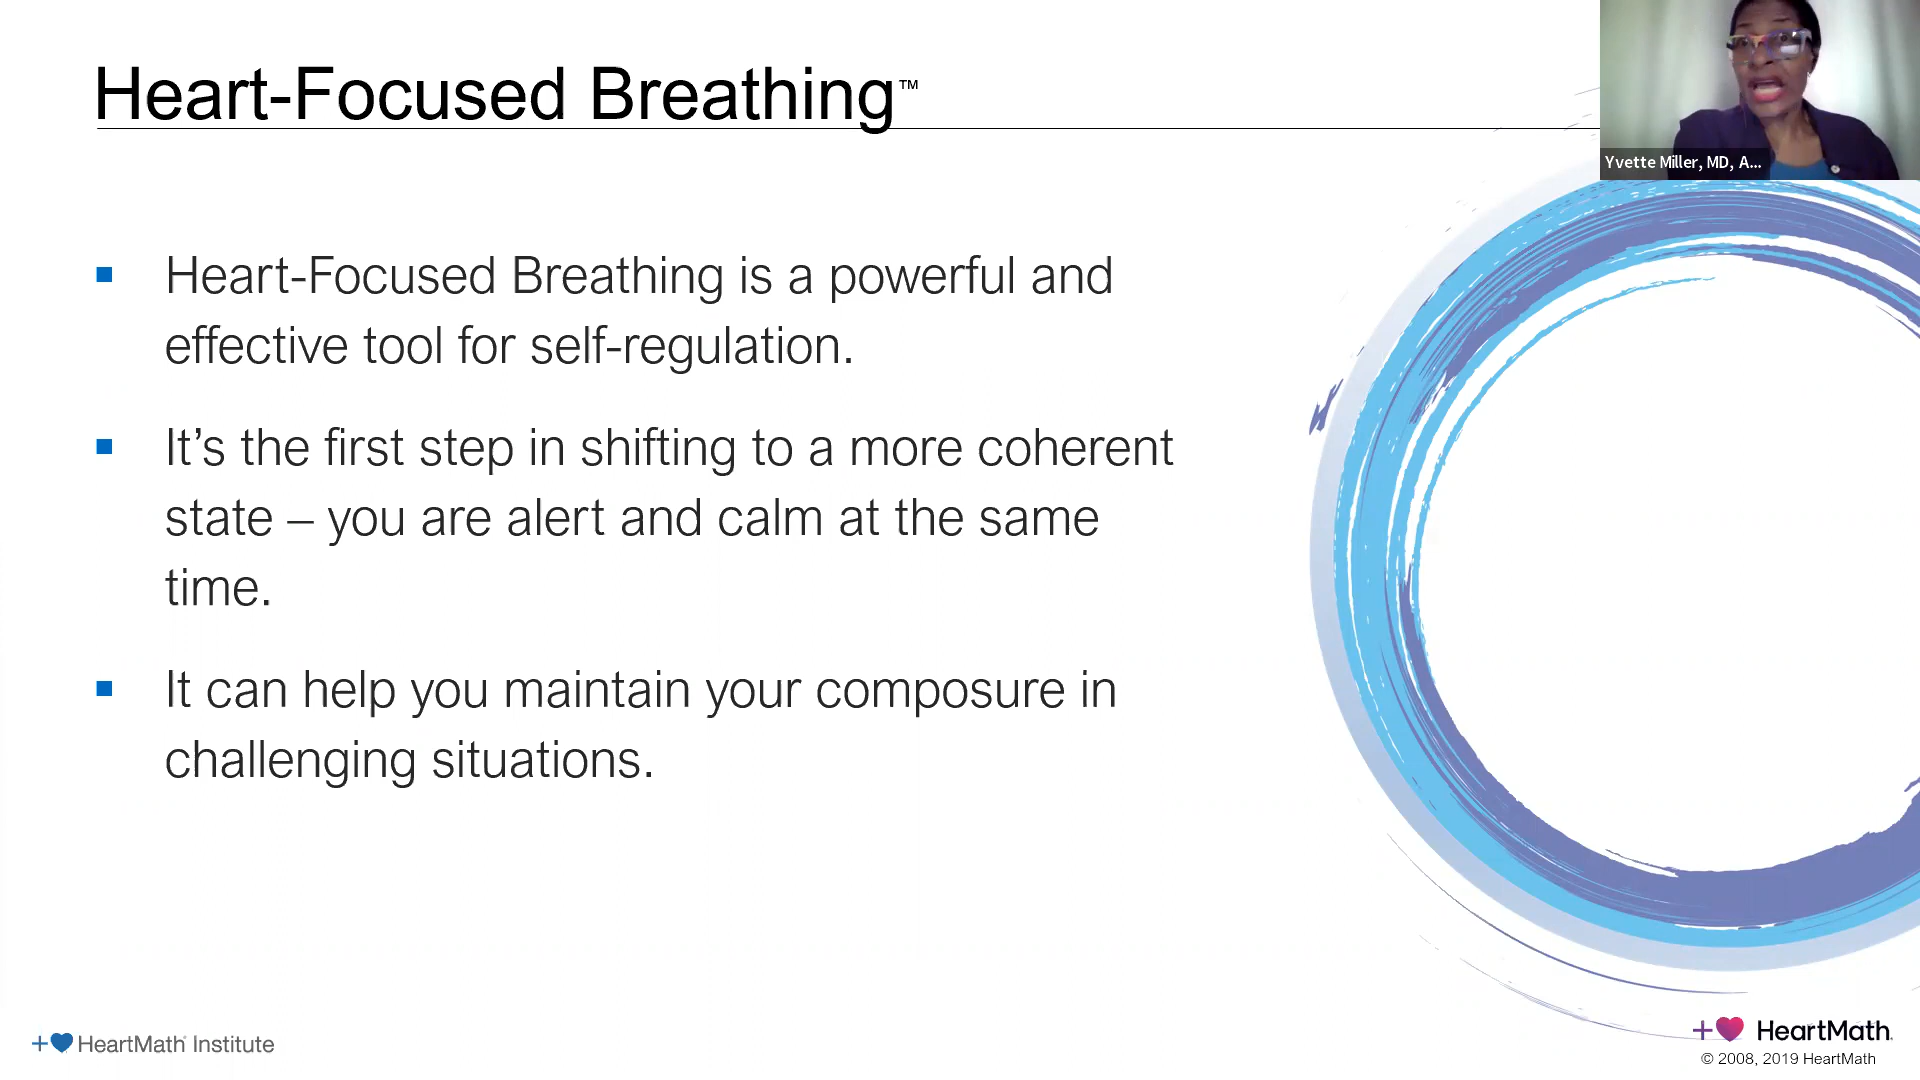 Heart-Focused Breathing™
Yvette Miller, MD, A...
▪ Heart-Focused Breathing is a powerful and
effective tool for self-regulation.
▪ It’s the first step in shifting to a more coherent
state – you are alert and calm at the same
time.
▪ It can help you maintain your composure in
challenging situations.
HeartMath Institute
HeartMath
© 2008, 2019 HeartMath